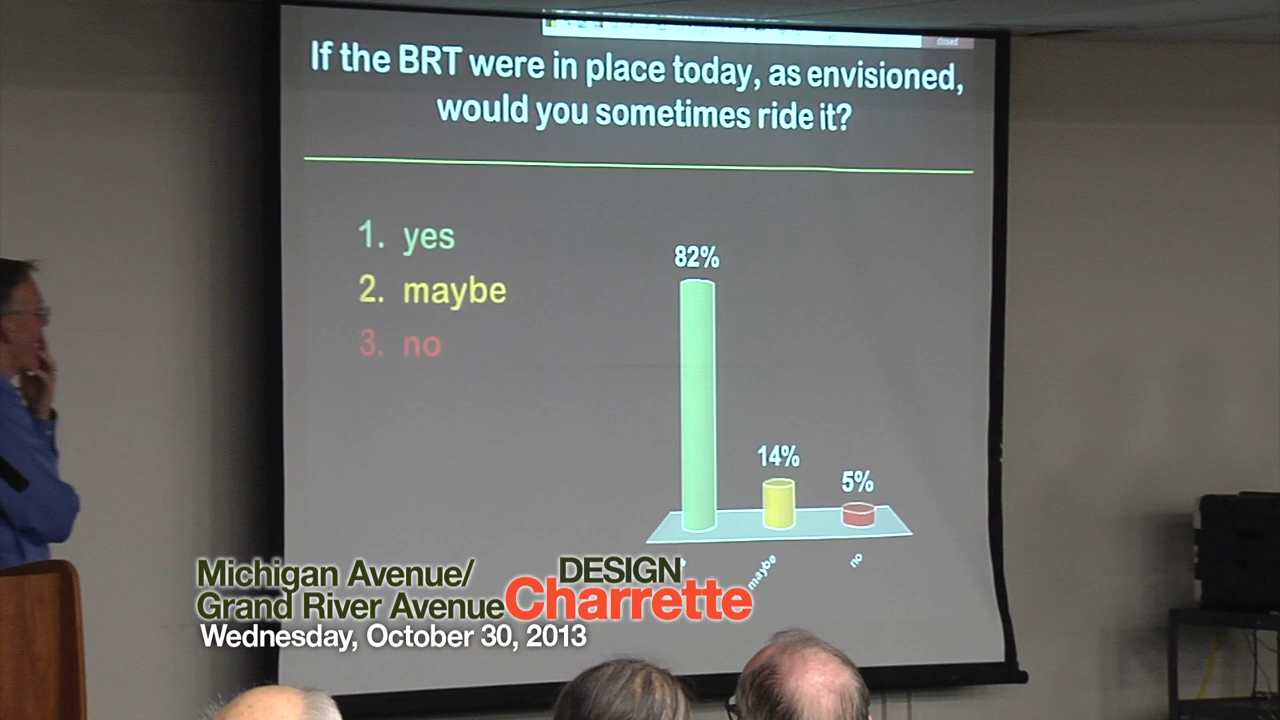 closed
If the BRT were in place today, as envisioned,
would you sometimes ride it?
1. yes
2. maybe
3. no
82%
14%
5%
maybe
no
Michigan Avenue/
Grand River Avenue
DESIGN
Charrette
Wednesday, October 30, 2013